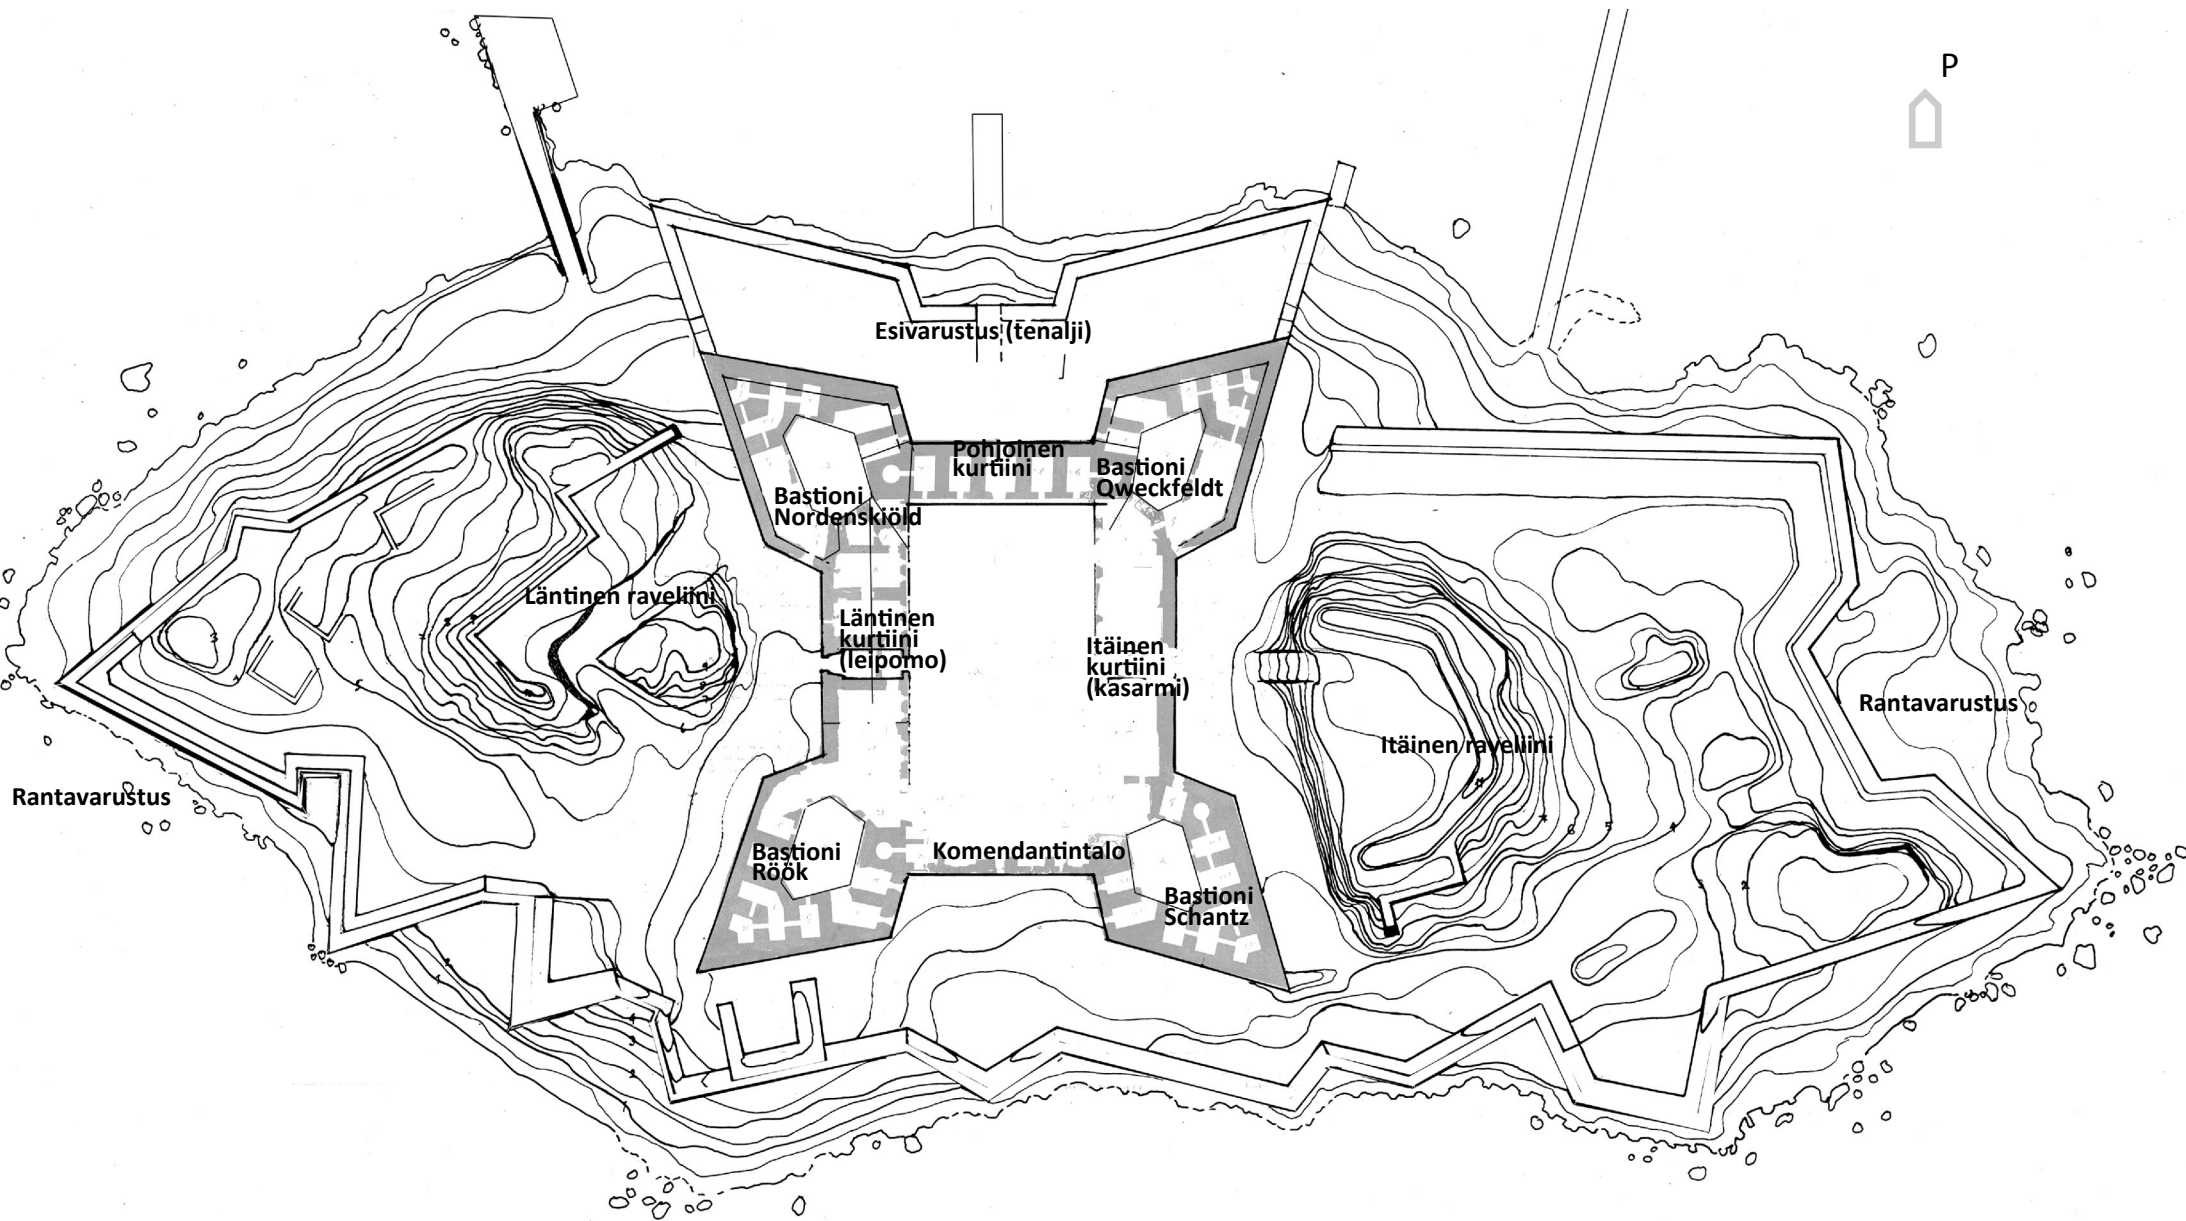 P
Esivarustus (tenalji)
Pohjoinen
kurtiini
Bastioni
Qweckfeldt
Bastioni
Nordenskiöld
Läntinen raveliini
Läntinen
kurtiini
(leipomo)
Itäinen
kurtiini
(kasarmi)
Rantavarustus
Itäinen raveliini
Rantavarustus
Bastioni
Röök
Komendantintalo
Bastioni
Schantz